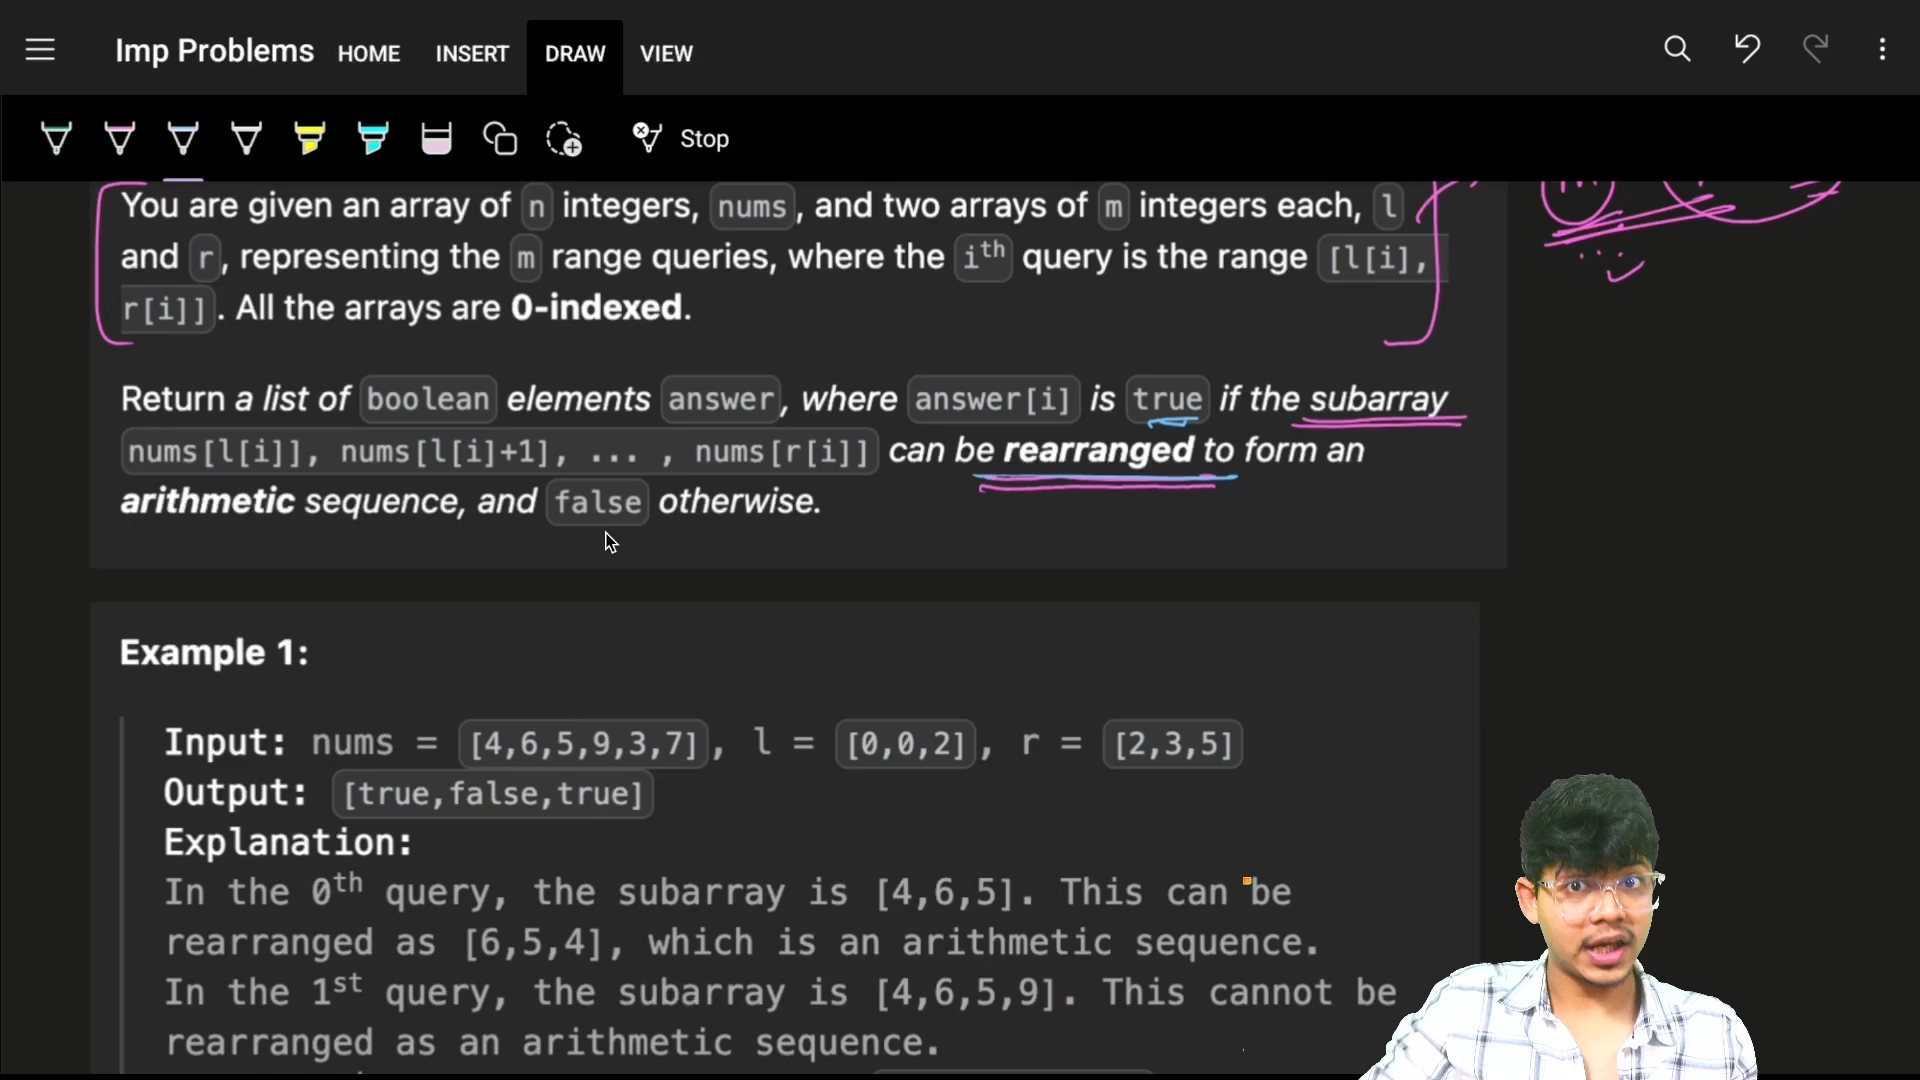 Imp Problems HOME INSERT DRAW VIEW
Stop
You are given an array of n integers, nums, and two arrays of m integers each, l
and r, representing the m range queries, where the ith query is the range [l[i],
r[i]]. All the arrays are 0-indexed.
Return a list of boolean elements answer, where answer[i] is true if the subarray
nums[l[i]], nums[l[i]+1], ... , nums[r[i]] can be rearranged to form an
arithmetic sequence, and false otherwise.
Example 1:
Input: nums = [4,6,5,9,3,7], l = [0,0,2], r = [2,3,5]
Output: [true,false,true]
Explanation:
In the 0th query, the subarray is [4,6,5]. This can be
rearranged as [6,5,4], which is an arithmetic sequence.
In the 1st query, the subarray is [4,6,5,9]. This cannot be
rearranged as an arithmetic sequence.